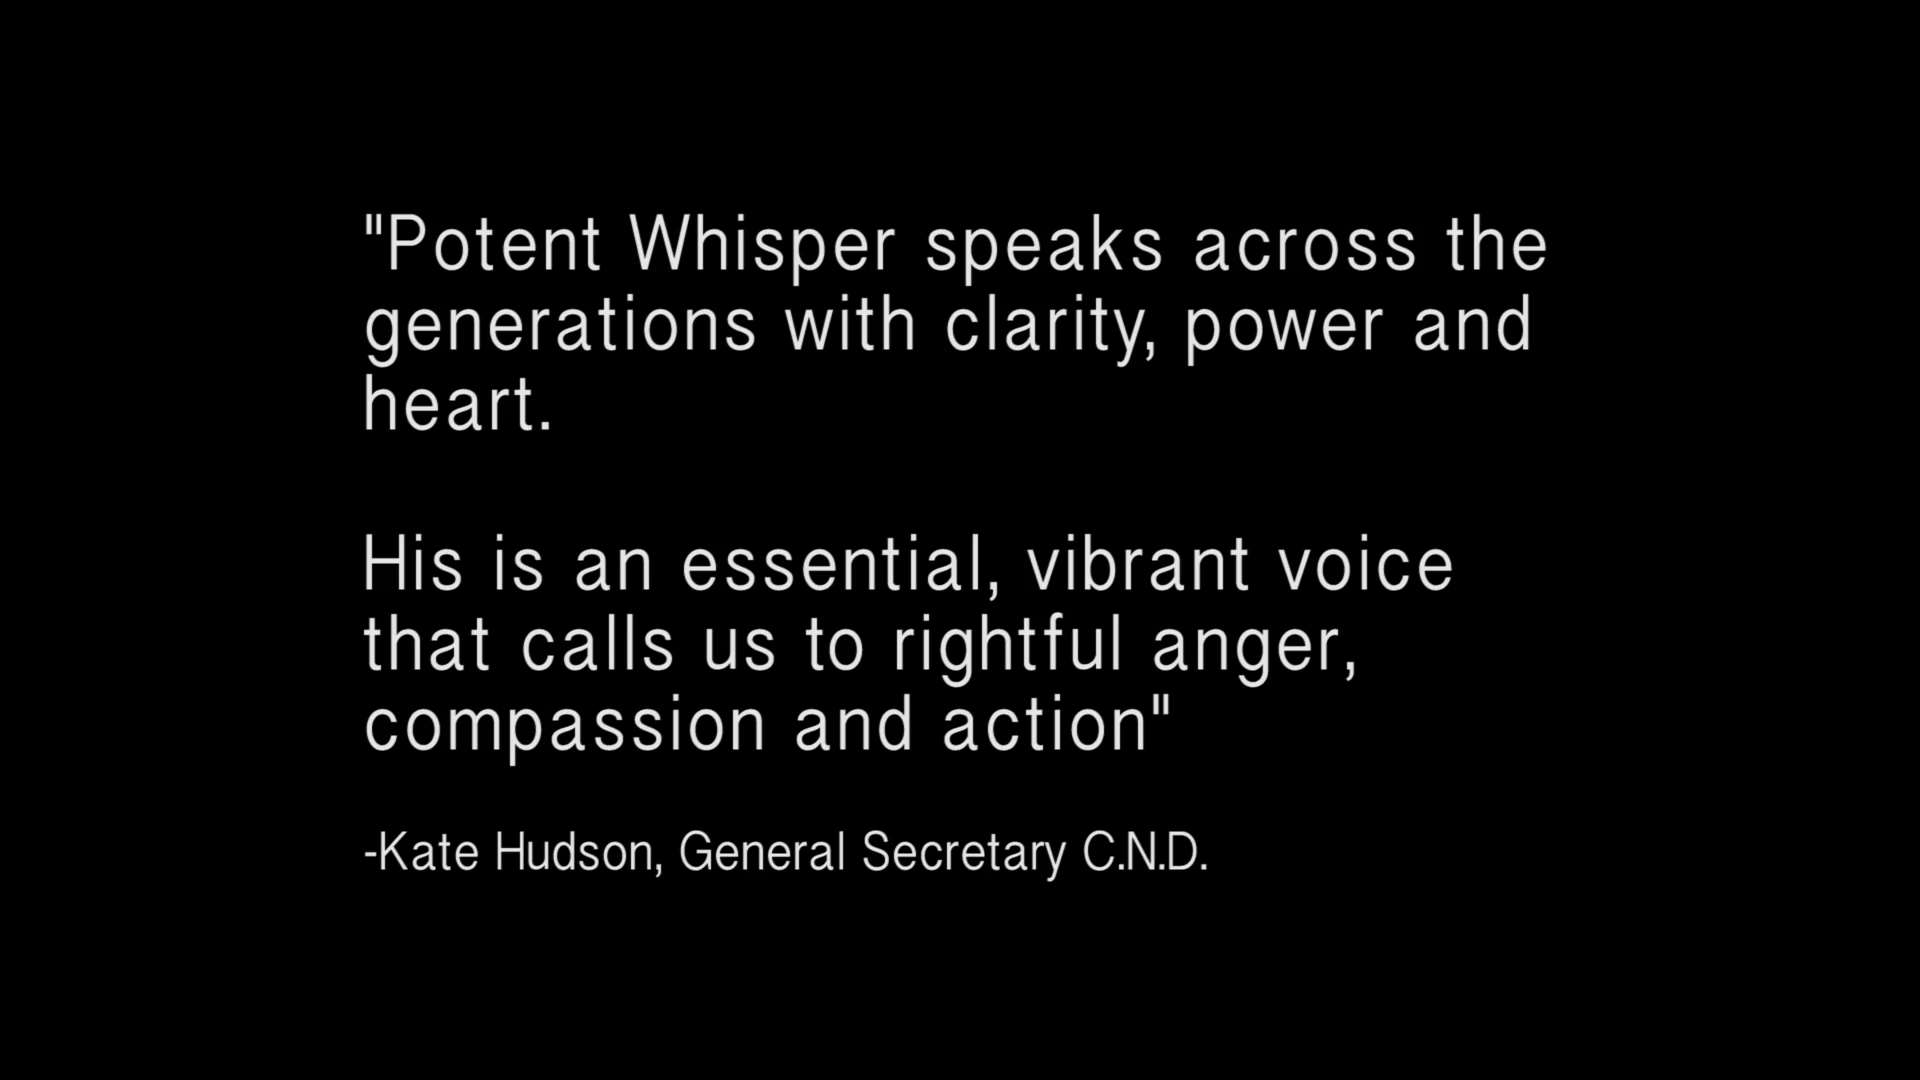 "Potent Whisper speaks across the
generations with clarity, power and
heart.
His is an essential, vibrant voice
that calls us to rightful anger,
compassion and action"
-Kate Hudson, General Secretary C.N.D.